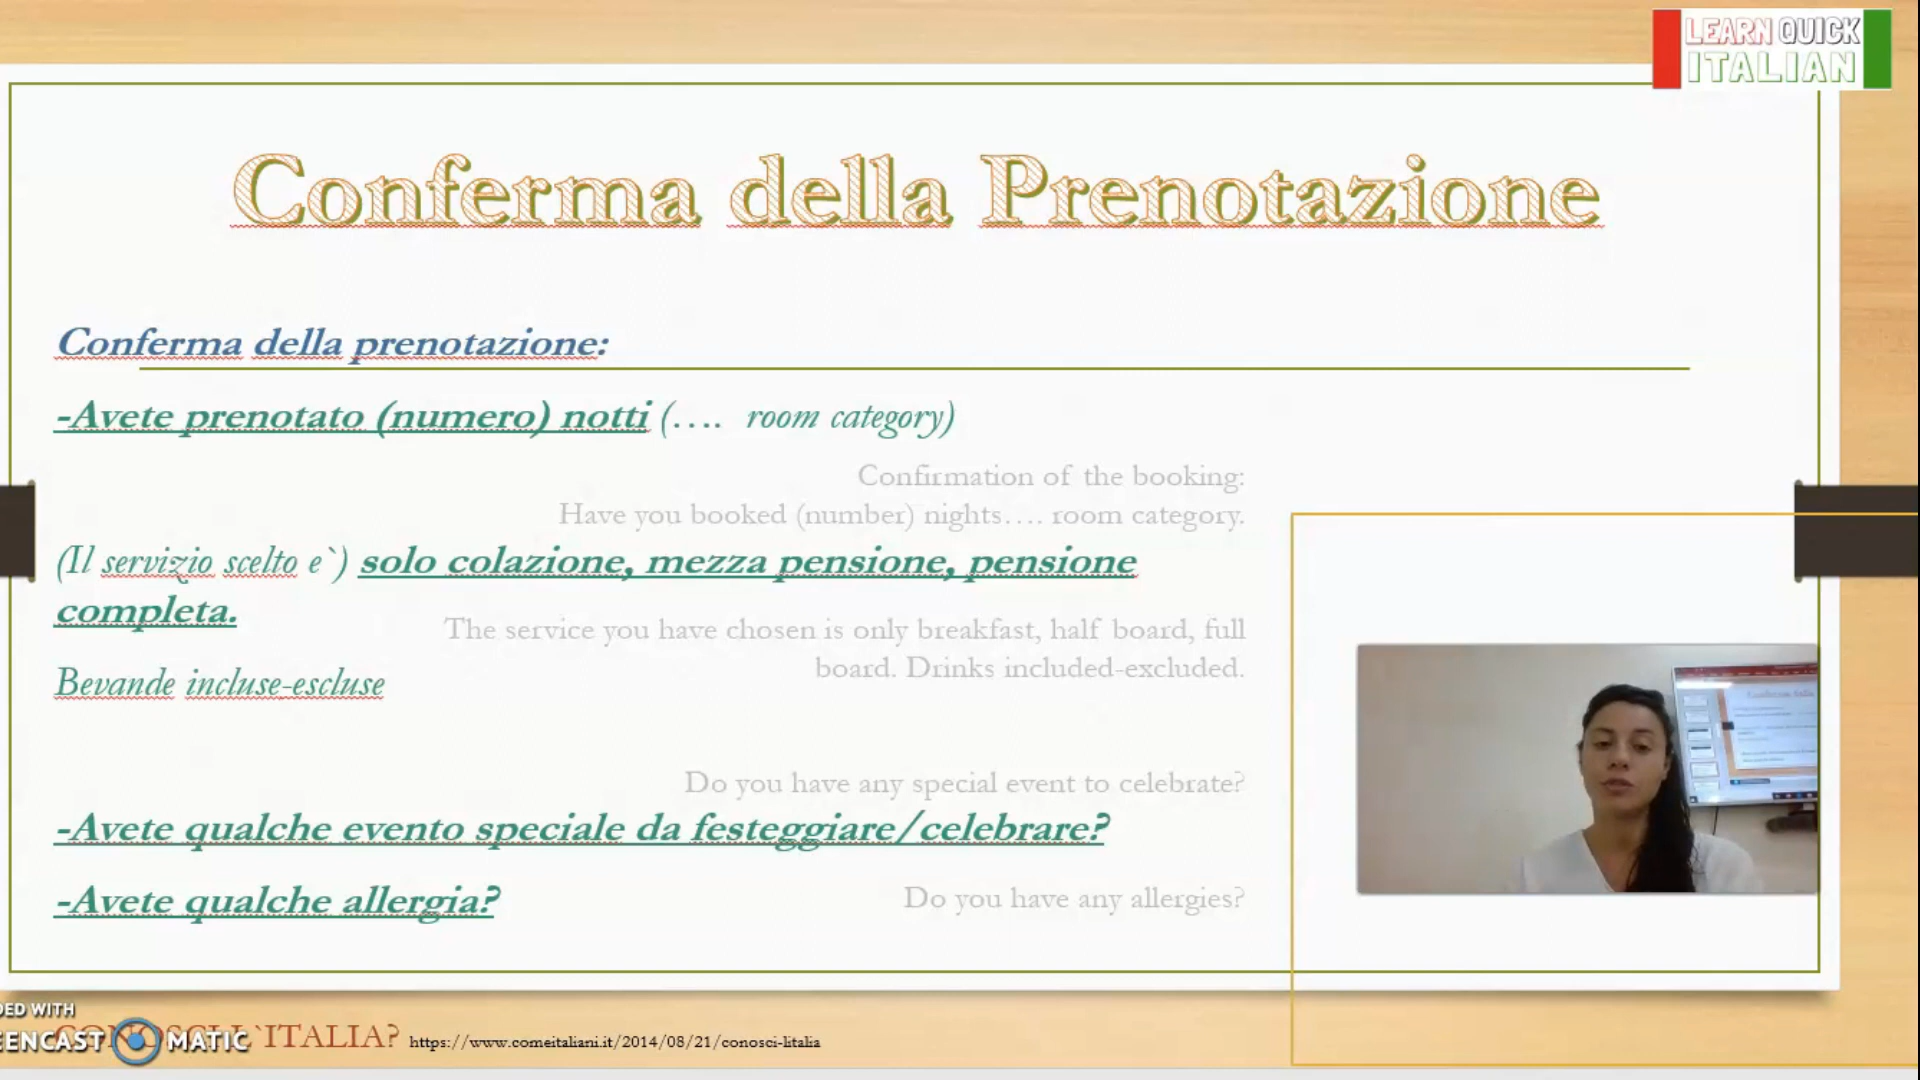 LEARN QUICK
ITALIAN
Conferma della Prenotazione
Conferma della prenotazione:
-Avete prenotato (numero) notti (.... room category)
Confirmation of the booking:
Have you booked (number) nights.... room category.
(Il servizio scelto e`) solo colazione, mezza pensione, pensione
completa.
The service you have chosen is only breakfast, half board, full
board. Drinks included-excluded.
Bevande incluse-escluse
Do you have any special event to celebrate?
-Avete qualche evento speciale da festeggiare/celebrare?
-Avete qualche allergia?
Do you have any allergies?
DED WITH
EENCAST MATIC
CONOSCI L`ITALIA? https://www.comeitaliani.it/2014/08/21/conosci-litalia